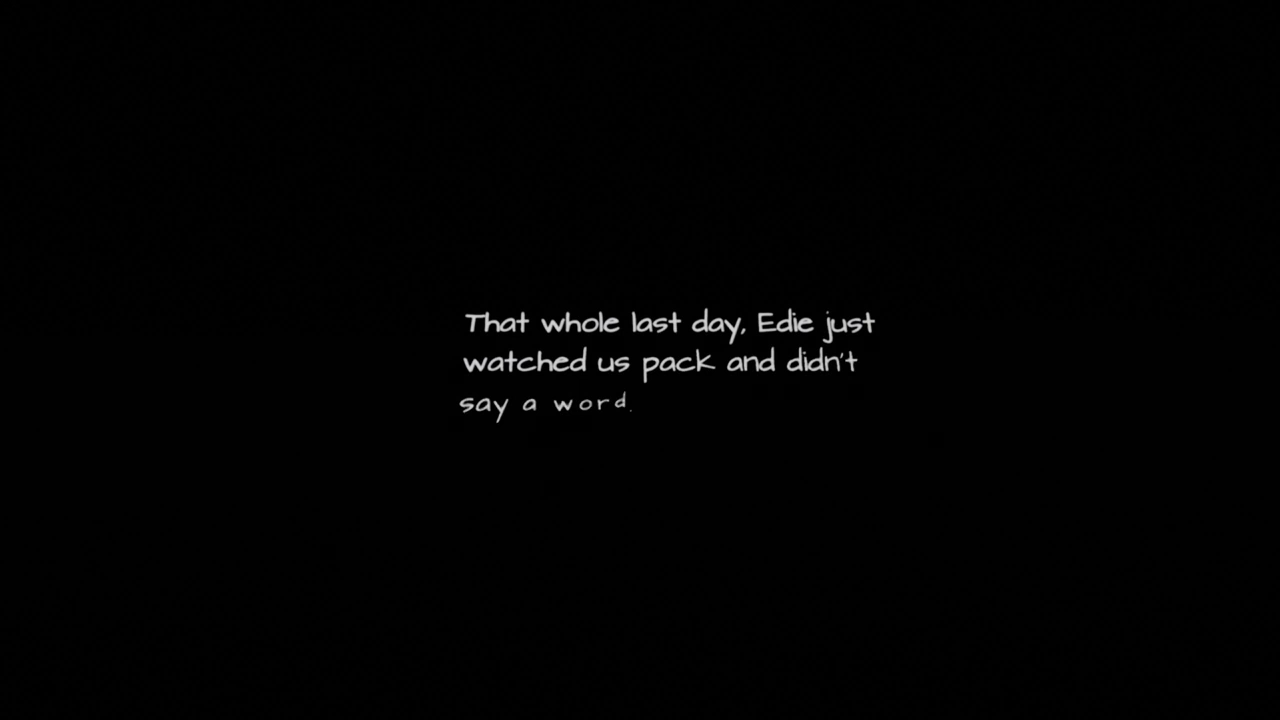 That whole last day, Edie just
watched us pack and didn't
say a word.